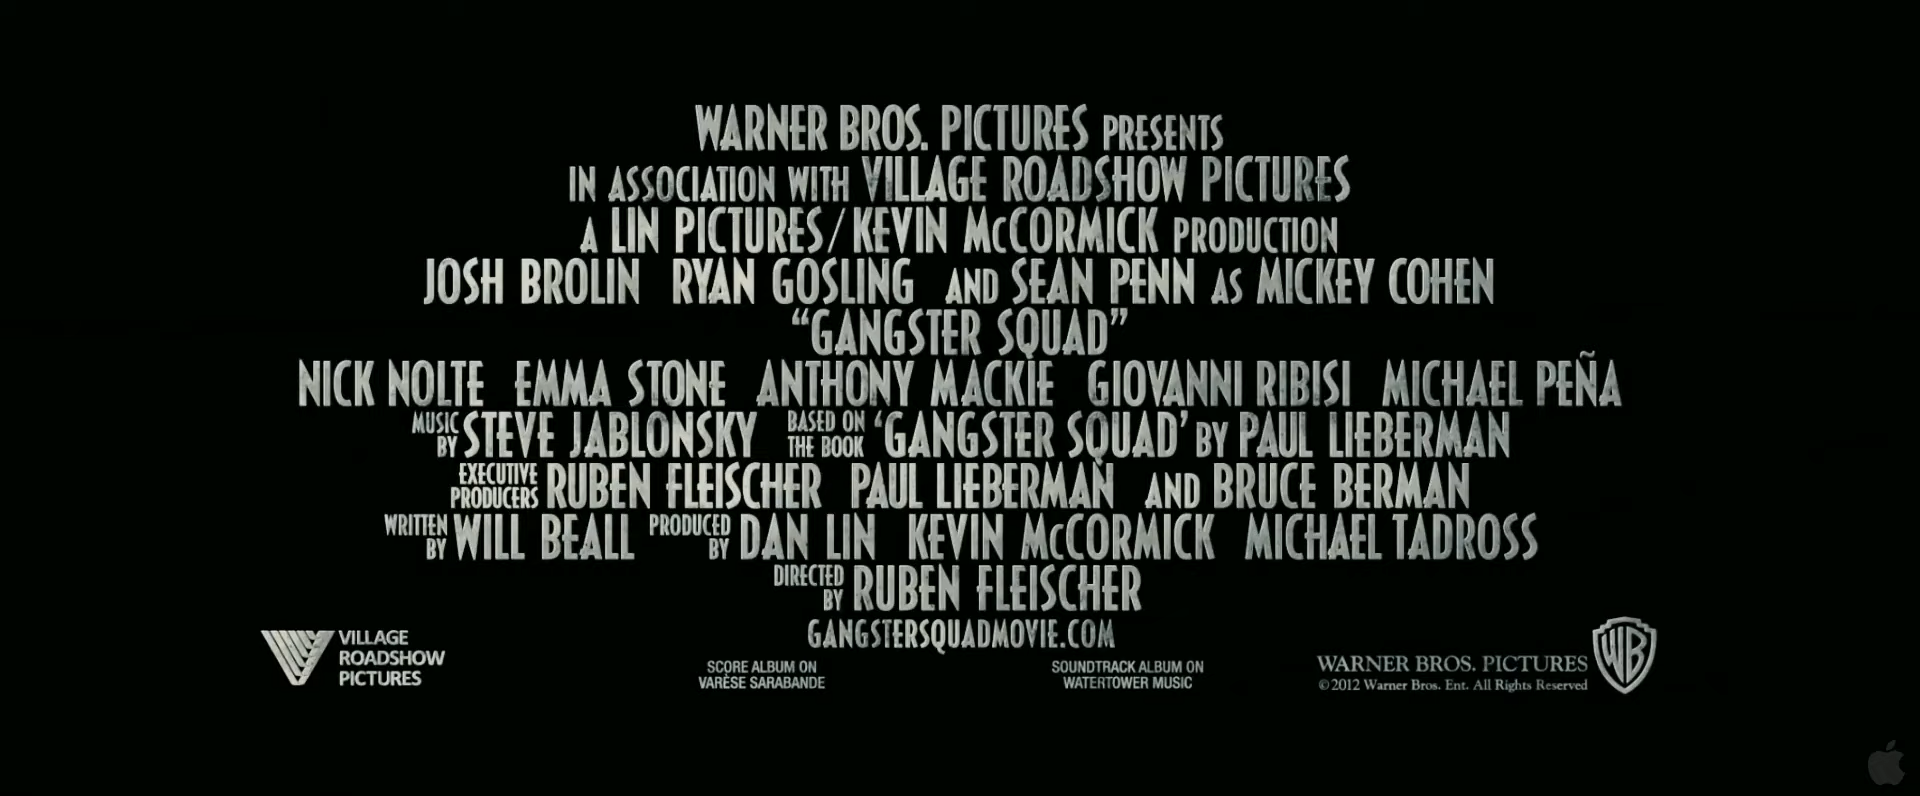 WARNER BROS. PICTURES PRESENTS
IN ASSOCIATION WITH VILLAGE ROADSHOW PICTURES
A LIN PICTURES/KEVIN McCORMICK PRODUCTION
JOSH BROLIN RYAN GOSLING AND SEAN PENN AS MICKEY COHEN
“GANGSTER SQUAD”
NICK NOLTE EMMA STONE ANTHONY MACKIE GIOVANNI RIBISI MICHAEL PEÑA
MUSIC BY STEVE JABLONSKY BASED ON THE BOOK ‘GANGSTER SQUAD’ BY PAUL LIEBERMAN
EXECUTIVE PRODUCERS RUBEN FLEISCHER PAUL LIEBERMAN AND BRUCE BERMAN
WRITTEN BY WILL BEALL PRODUCED BY DAN LIN KEVIN McCORMICK MICHAEL TADROSS
DIRECTED BY RUBEN FLEISCHER
GANGSTERSQUADMOVIE.COM
VILLAGE
ROADSHOW
PICTURES
SCORE ALBUM ON
VARÈSE SARABANDE
SOUNDTRACK ALBUM ON
WATERTOWER MUSIC
WARNER BROS. PICTURES
©2012 Warner Bros. Ent. All Rights Reserved
WB